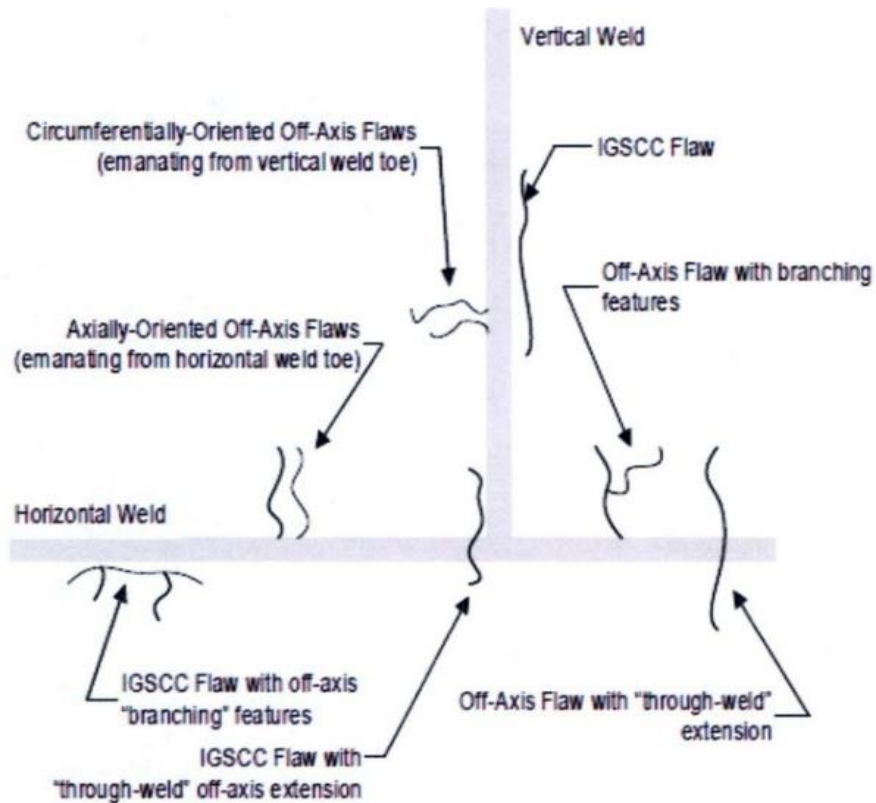 Vertical Weld
Circumferentially-Oriented Off-Axis Flaws
(emanating from vertical weld toe)
IGSCC Flaw
Off-Axis Flaw with branching
features
Axially-Oriented Off-Axis Flaws
(emanating from horizontal weld toe)
Horizontal Weld
IGSCC Flaw with off-axis
"branching" features
Off-Axis Flaw with "through-weld"
extension
IGSCC Flaw with
"through-weld" off-axis extension